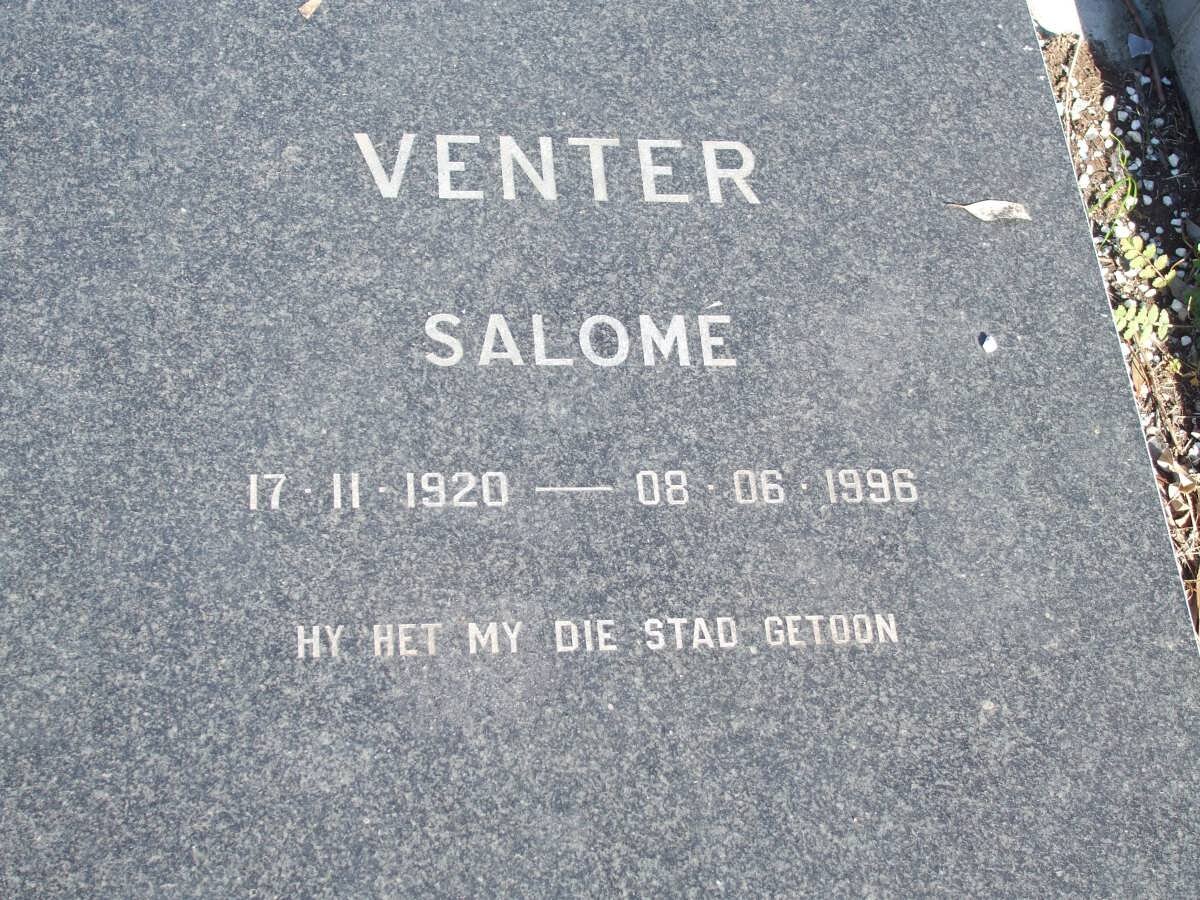 VENTER
SALOMÉ
17·11·1920 — 08·06·1996
HY HET MY DIE STAD GETOON